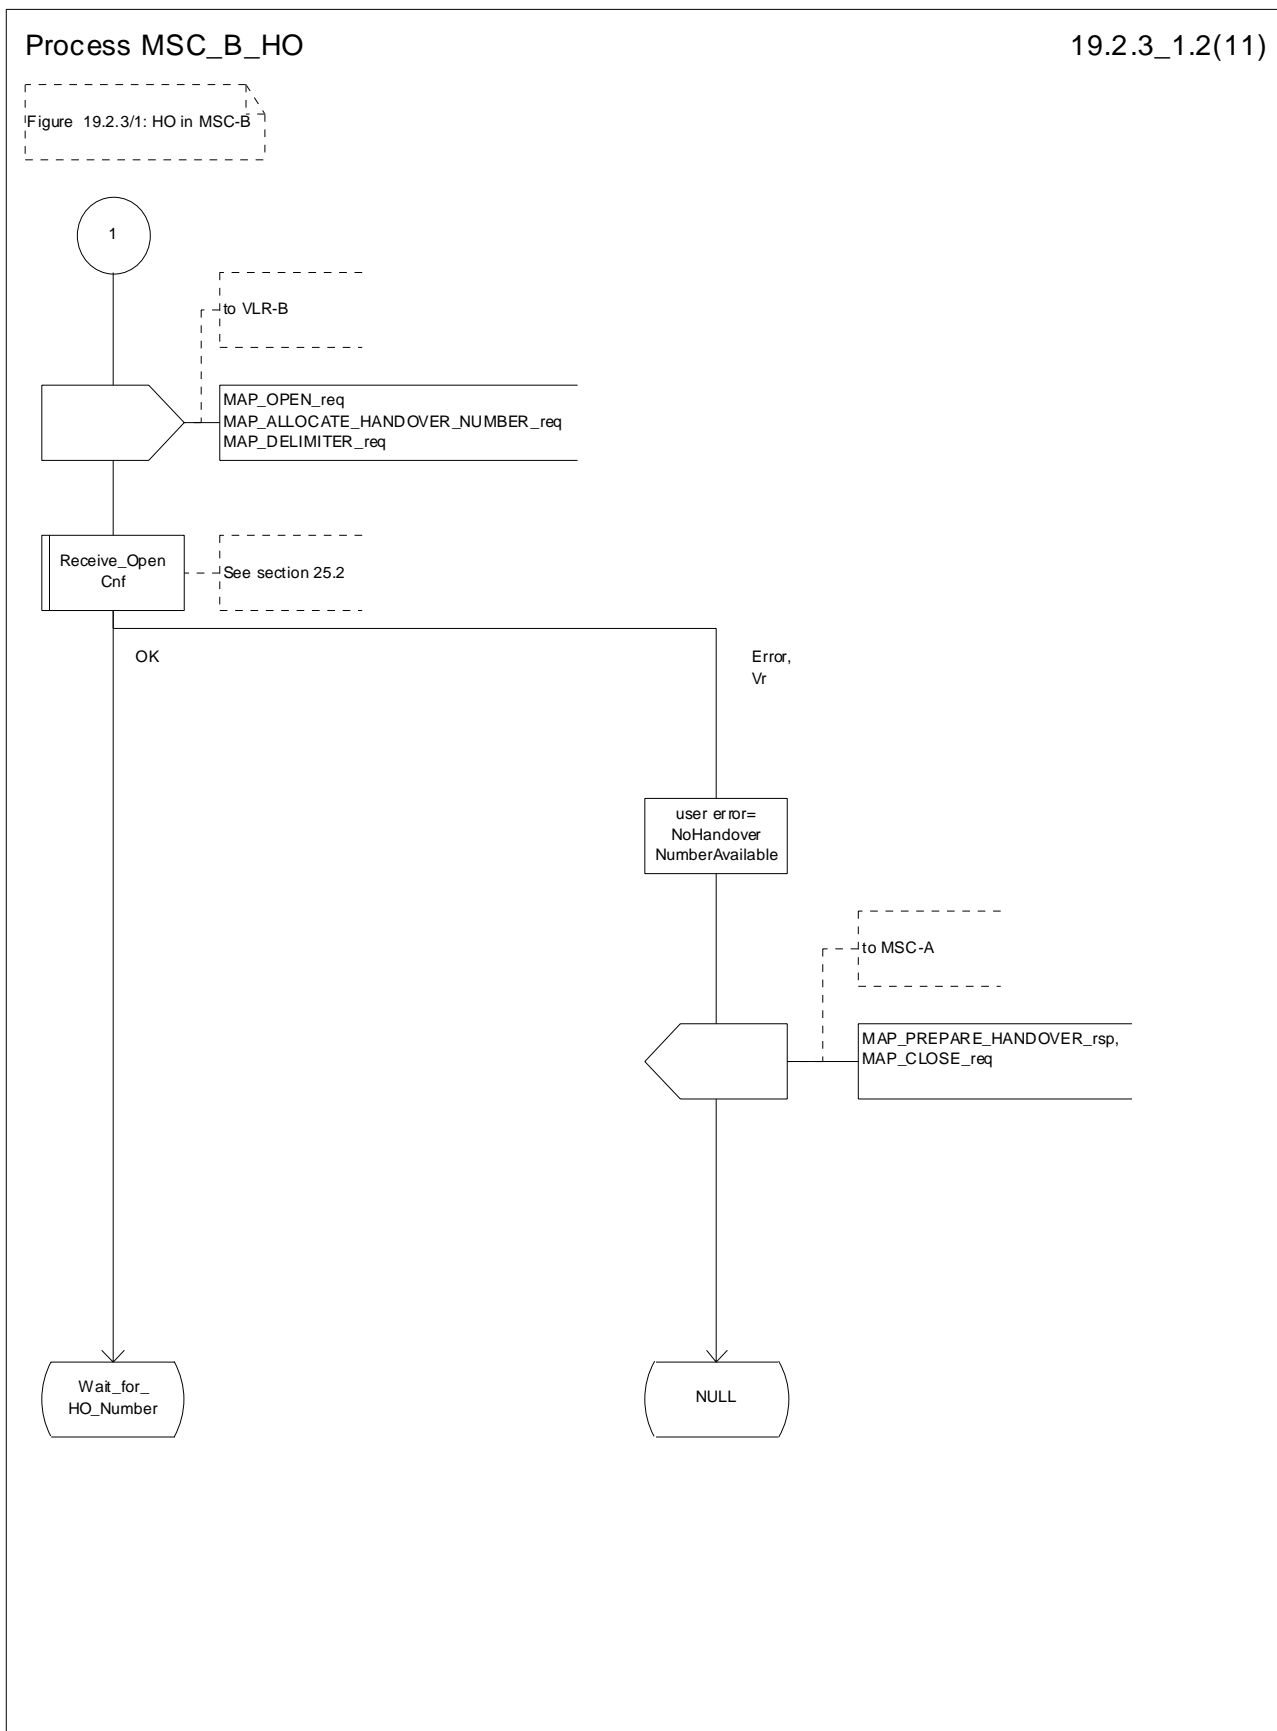 Process MSC_B_HO
19.2.3_1.2(11)
Figure 19.2.3/1: HO in MSC-B
1
to VLR-B
MAP_OPEN_req
MAP_ALLOCATE_HANDOVER_NUMBER_req
MAP_DELIMITER_req
Receive_Open
Cnf
See section 25.2
OK
Error,
Vr
user error=
NoHandover
NumberAvailable
to MSC-A
MAP_PREPARE_HANDOVER_rsp,
MAP_CLOSE_req
Wait_for_
HO_Number
NULL